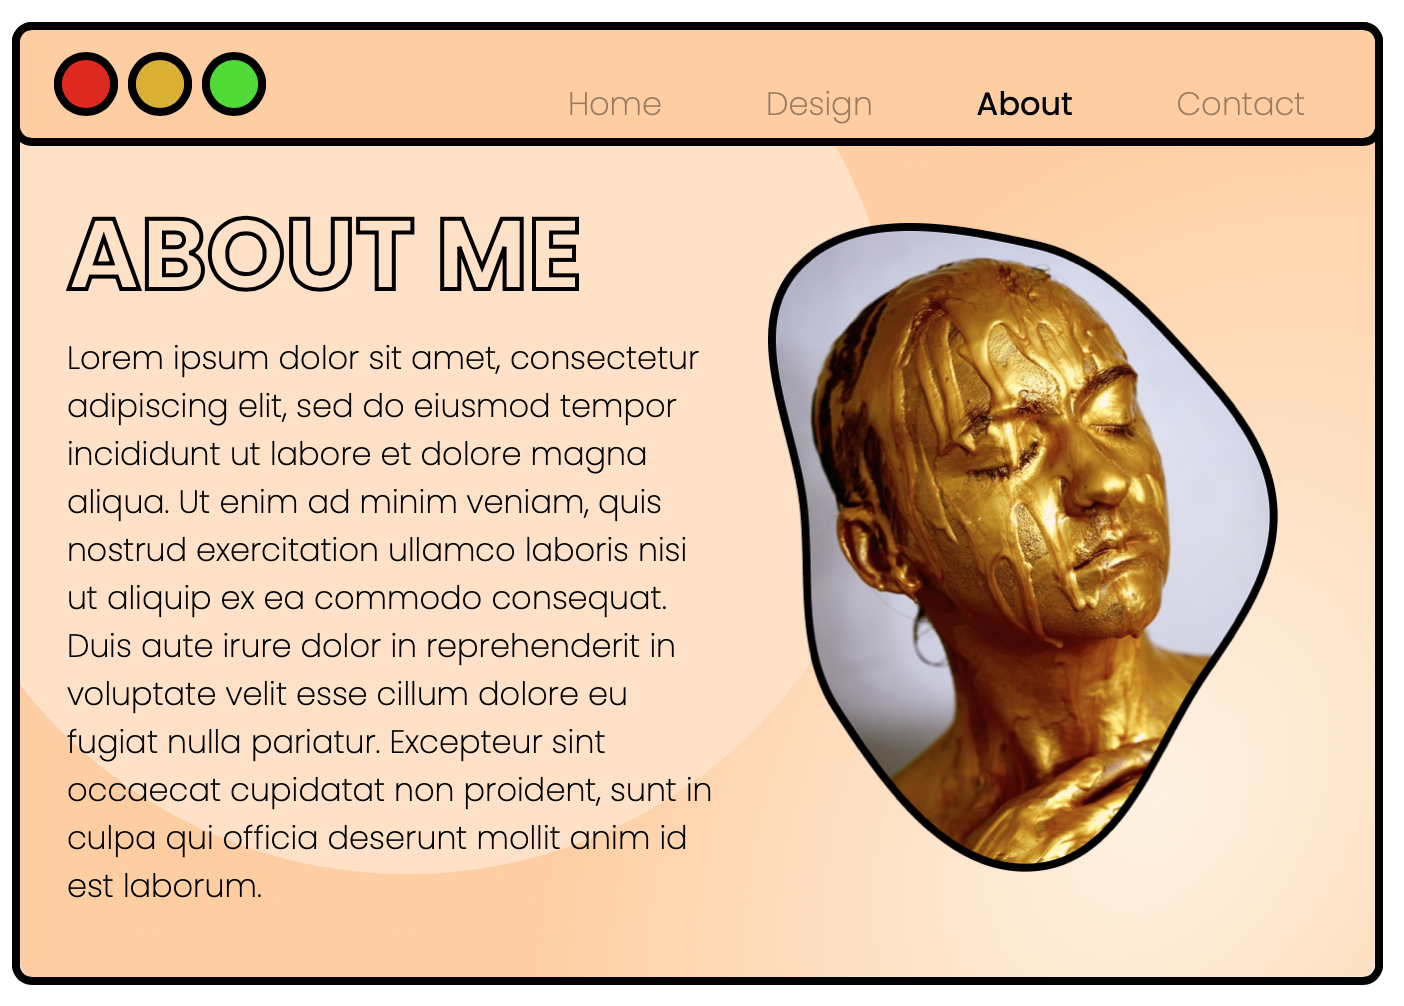 Home Design About Contact
ABOUT ME
Lorem ipsum dolor sit amet, consectetur
adipiscing elit, sed do eiusmod tempor
incididunt ut labore et dolore magna
aliqua. Ut enim ad minim veniam, quis
nostrud exercitation ullamco laboris nisi
ut aliquip ex ea commodo consequat.
Duis aute irure dolor in reprehenderit in
voluptate velit esse cillum dolore eu
fugiat nulla pariatur. Excepteur sint
occaecat cupidatat non proident, sunt in
culpa qui officia deserunt mollit anim id
est laborum.